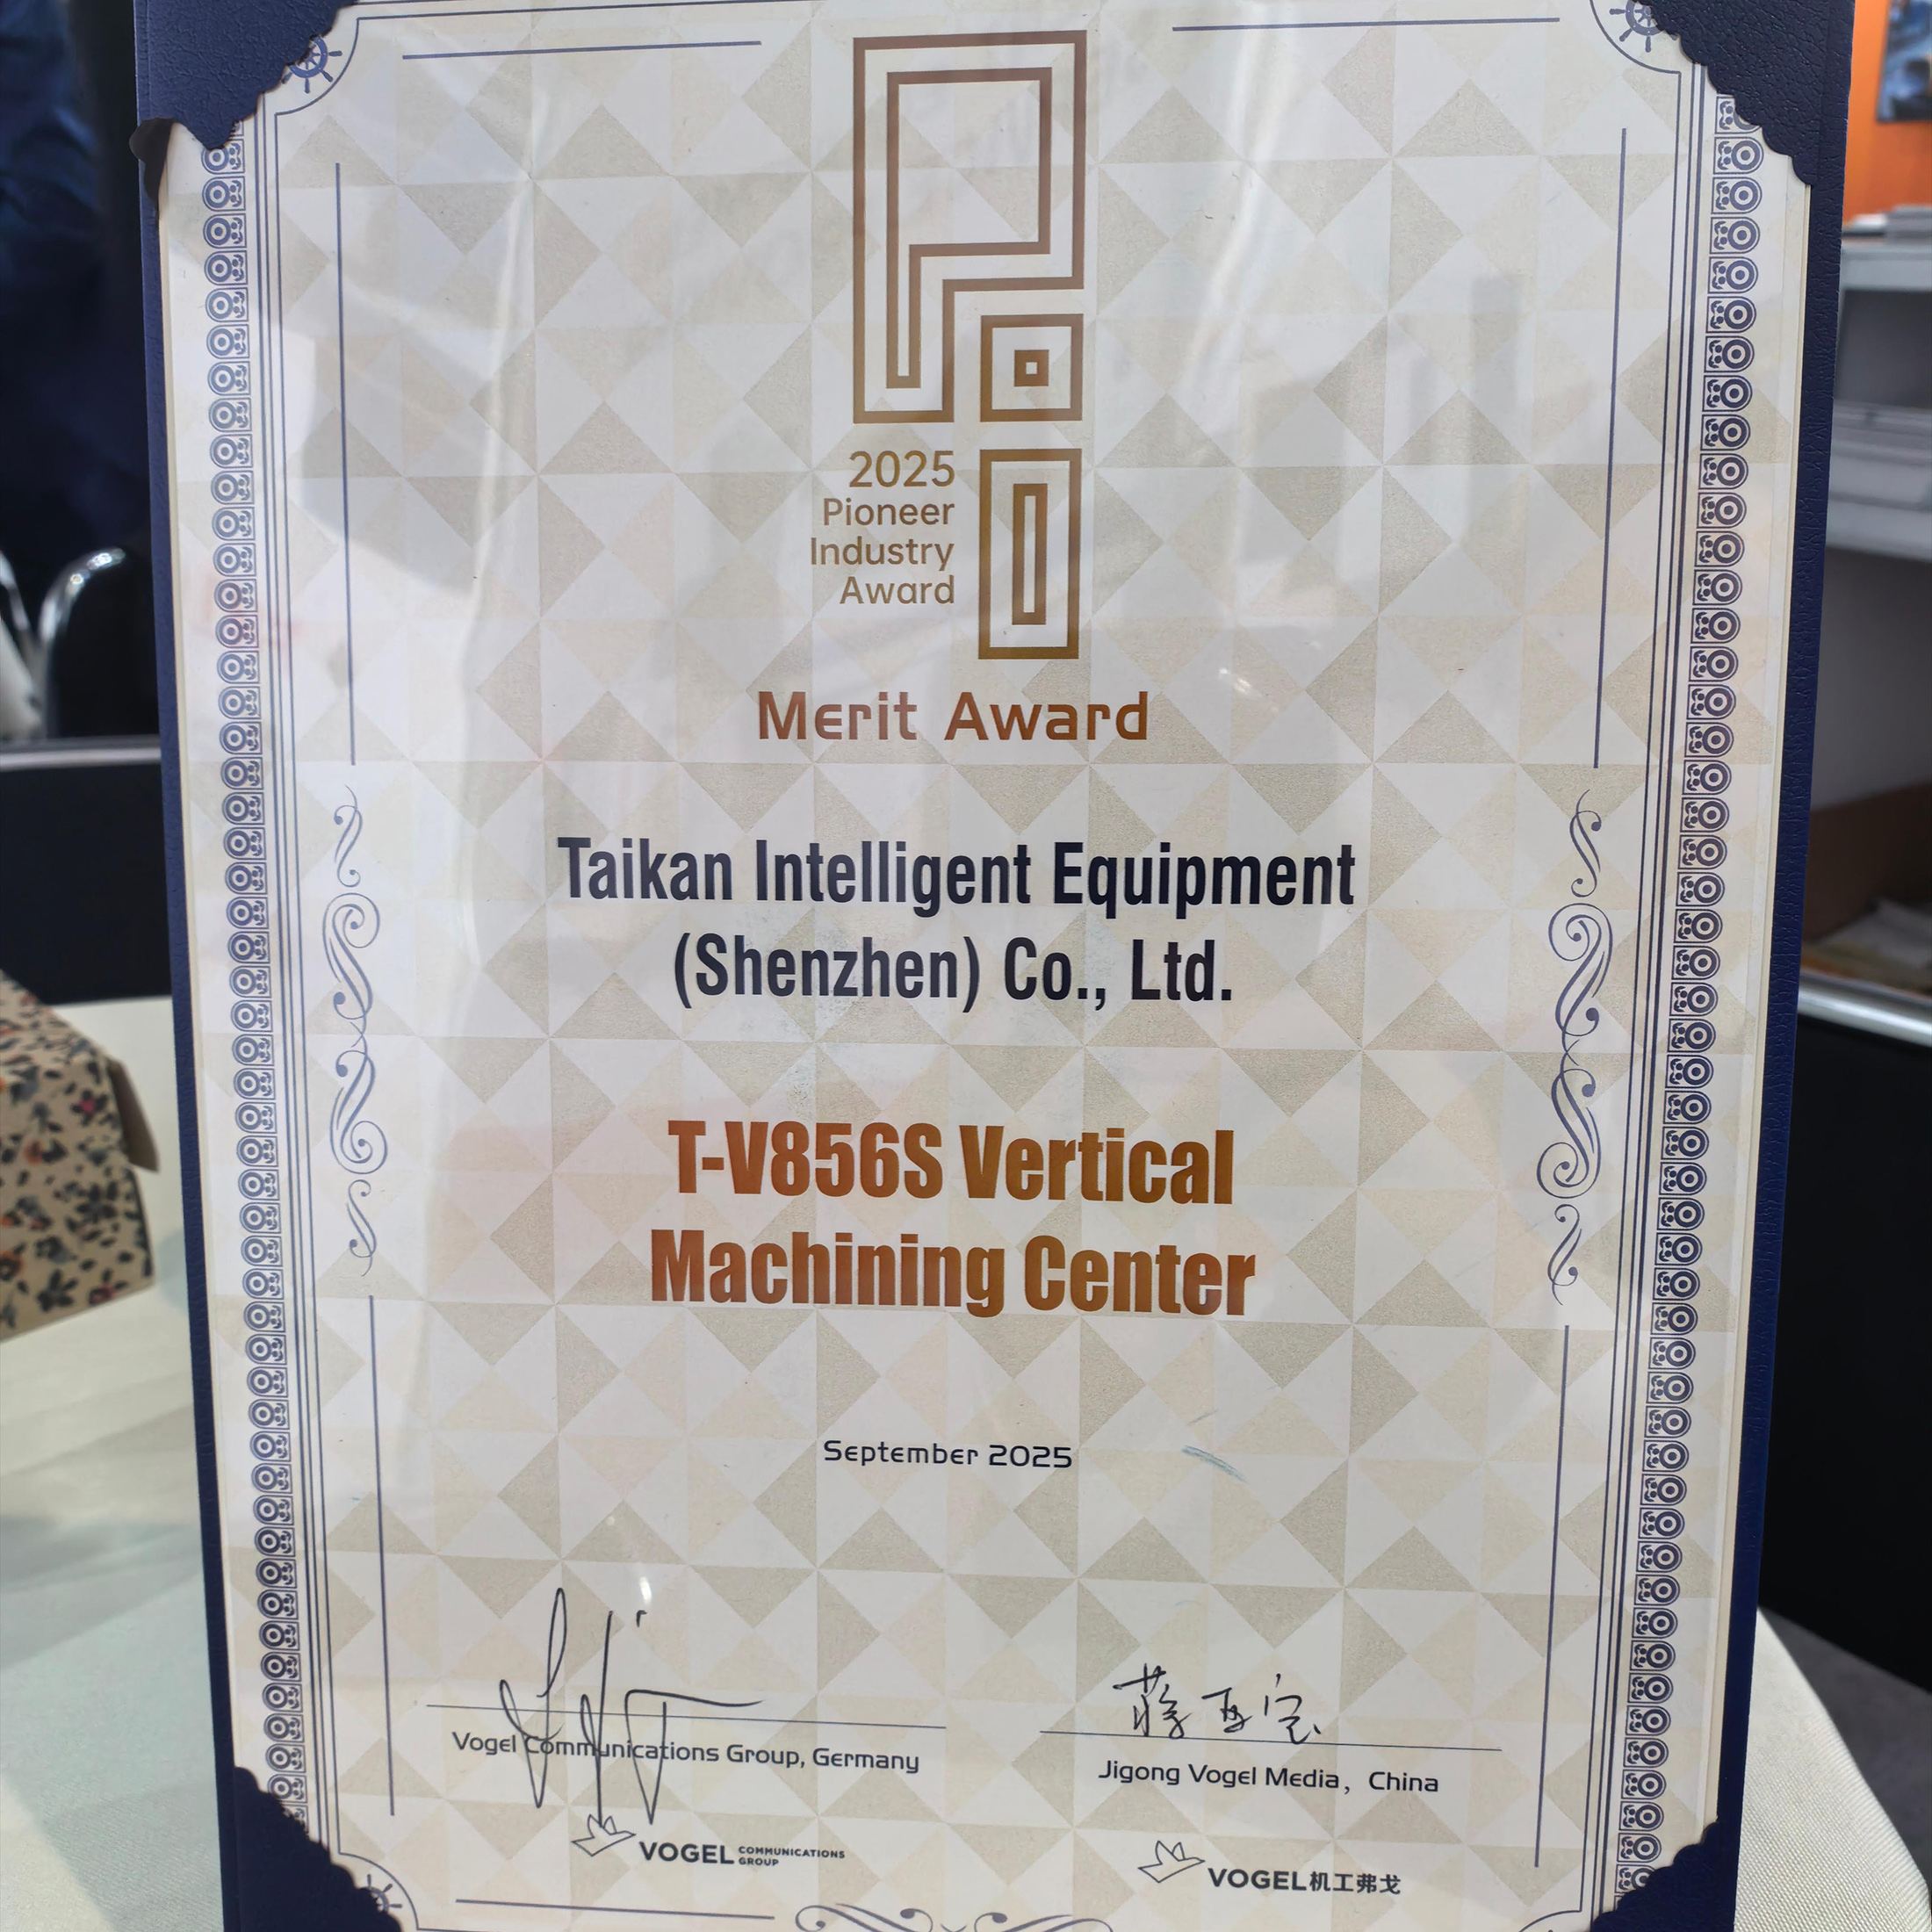 2025
Pioneer
Industry
Award
Merit Award
Taikan Intelligent Equipment
(Shenzhen) Co., Ltd.
T-V856S Vertical
Machining Center
September 2025
Vogel Communications Group, Germany
Jigong Vogel Media, China
VOGEL COMMUNICATIONS
GROUP
VOGEL机工弗戈